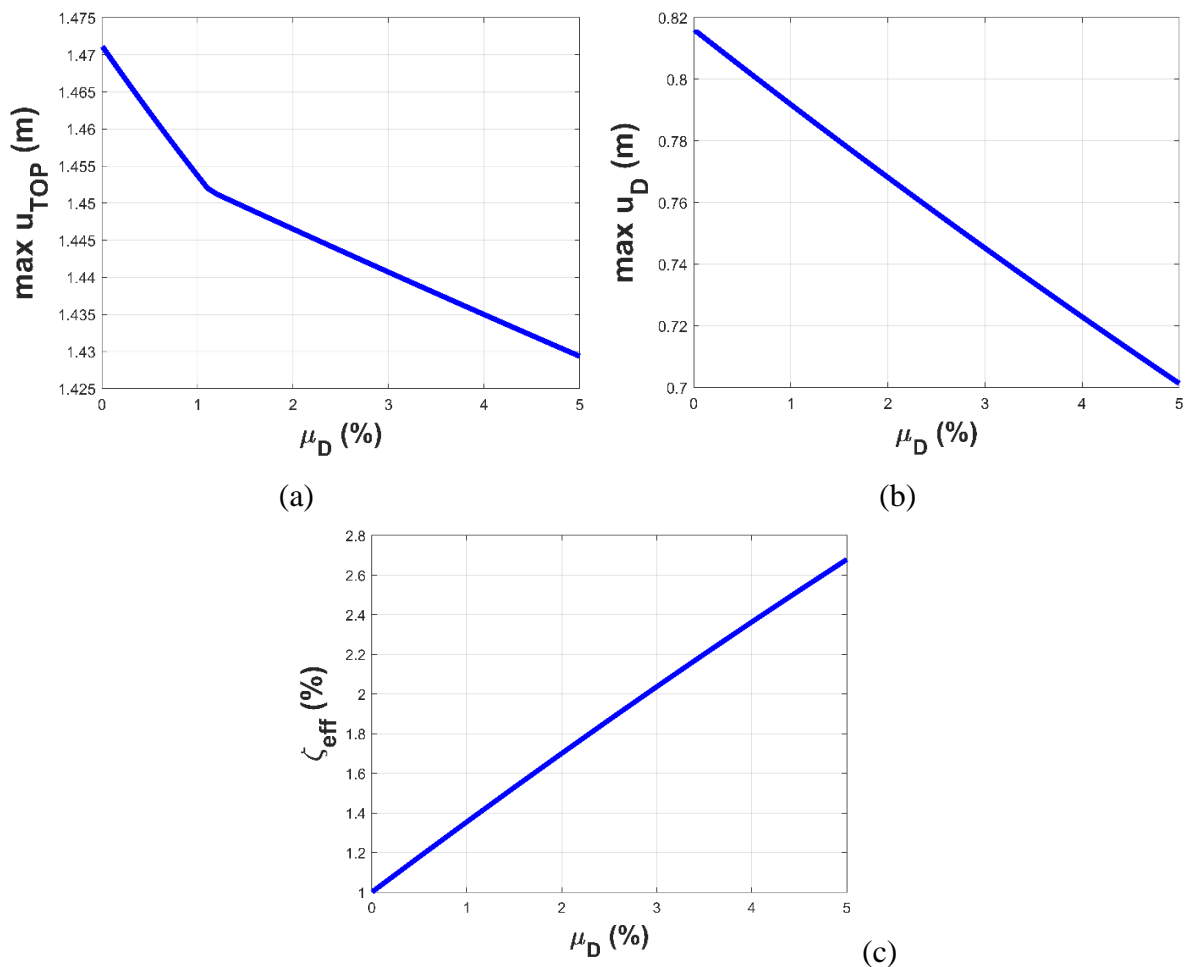 1.475
1.47
1.465
1.46
1.455
1.45
1.445
1.44
1.435
1.43
1.425
max u_TOP (m)
0 1 2 3 4 5
μ_D (%)
(a)
0.82
0.8
0.78
0.76
0.74
0.72
0.7
max u_D (m)
0 1 2 3 4 5
μ_D (%)
(b)
2.8
2.6
2.4
2.2
2
1.8
1.6
1.4
1.2
1
ζ_eff (%)
0 1 2 3 4 5
μ_D (%)
(c)